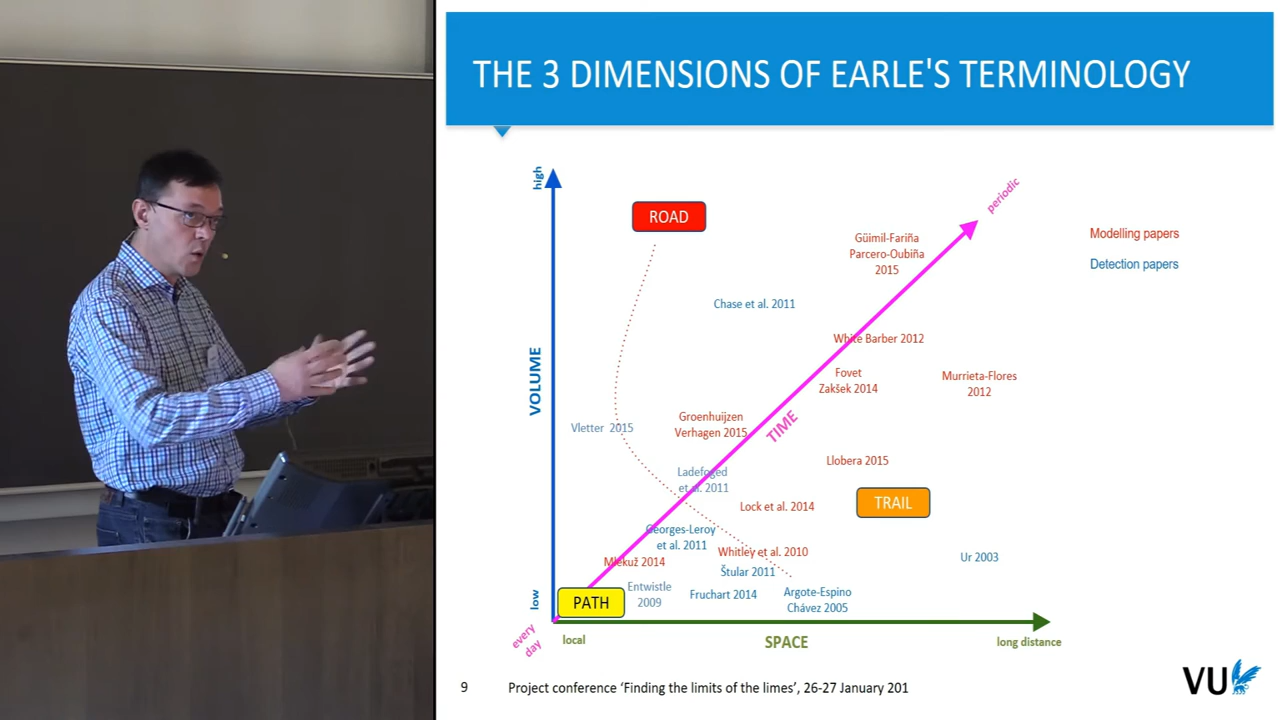 THE 3 DIMENSIONS OF EARLE'S TERMINOLOGY
high
periodic
ROAD
Modelling papers
Güimil-Fariña
Parcero-Oubiña
2015
Detection papers
Chase et al. 2011
White Barber 2012
VOLUME
Fovet
Zakšek 2014
Murrieta-Flores
2012
Vletter 2015
Groenhuijzen
Verhagen 2015
TIME
Ladefoged
et al. 2011
Llobera 2015
Lock et al. 2014
TRAIL
Georges-Leroy
et al. 2011
Whitley et al. 2010
Mlekuž 2014
Štular 2011
Ur 2003
low
PATH
Entwistle
2009
Fruchart 2014
Argote-Espino
Chávez 2005
every
day
local
SPACE
long distance
9
Project conference ‘Finding the limits of the limes’, 26-27 January 201
VU